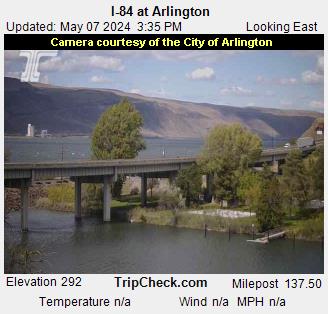 I-84 at Arlington
Updated: May 07 2024 3:35 PM Looking East
Camera courtesy of the City of Arlington
Elevation 292 TripCheck.com Milepost 137.50
Temperature n/a Wind n/a MPH n/a